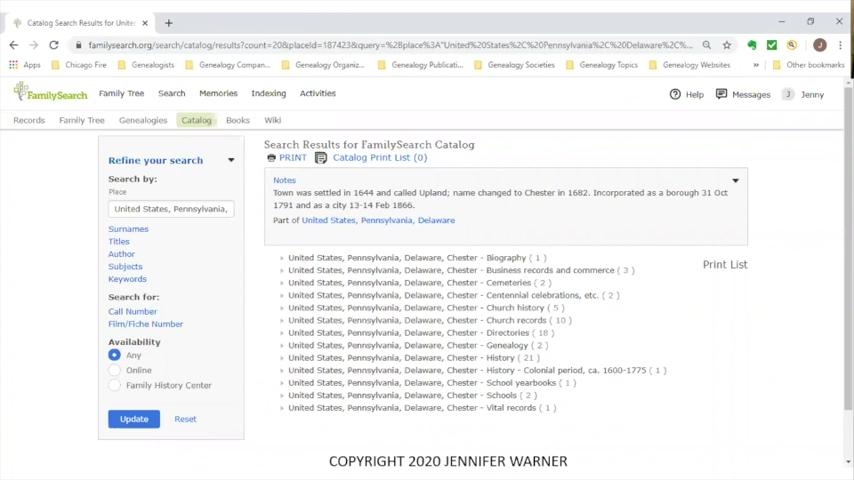 Catalog Search Results for Unite
familysearch.org/search/catalog/results?count=20&placeId=187423&query=%2Bplace%3A"United%20States%2C%20Pennsylvania%2C%20Delaware%2C%...
Apps Chicago Fire Genealogists Genealogy Compan... Genealogy Organiz... Genealogy Publicati... Genealogy Societies Genealogy Topics Genealogy Websites » Other bookmarks
FamilySearch Family Tree Search Memories Indexing Activities Help Messages J Jenny
Records Family Tree Genealogies Catalog Books Wiki
Refine your search
Search by:
Place
United States, Pennsylvania,
Surnames
Titles
Author
Subjects
Keywords
Search for:
Call Number
Film/Fiche Number
Availability
Any
Online
Family History Center
Update Reset
Search Results for FamilySearch Catalog
PRINT Catalog Print List (0)
Notes
Town was settled in 1644 and called Upland; name changed to Chester in 1682. Incorporated as a borough 31 Oct
1791 and as a city 13-14 Feb 1866.
Part of United States, Pennsylvania, Delaware
Print List
United States, Pennsylvania, Delaware, Chester - Biography ( 1 )
United States, Pennsylvania, Delaware, Chester - Business records and commerce ( 3 )
United States, Pennsylvania, Delaware, Chester - Cemeteries ( 2 )
United States, Pennsylvania, Delaware, Chester - Centennial celebrations, etc. ( 2 )
United States, Pennsylvania, Delaware, Chester - Church history ( 5 )
United States, Pennsylvania, Delaware, Chester - Church records ( 10 )
United States, Pennsylvania, Delaware, Chester - Directories ( 18 )
United States, Pennsylvania, Delaware, Chester - Genealogy ( 2 )
United States, Pennsylvania, Delaware, Chester - History ( 21 )
United States, Pennsylvania, Delaware, Chester - History - Colonial period, ca. 1600-1775 ( 1 )
United States, Pennsylvania, Delaware, Chester - School yearbooks ( 1 )
United States, Pennsylvania, Delaware, Chester - Schools ( 2 )
United States, Pennsylvania, Delaware, Chester - Vital records ( 1 )
COPYRIGHT 2020 JENNIFER WARNER